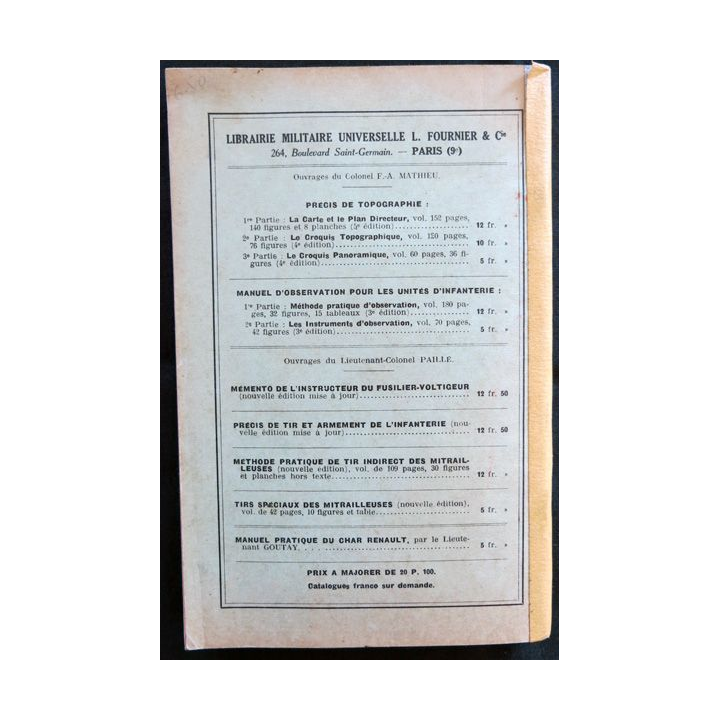 LIBRAIRIE MILITAIRE UNIVERSELLE L. FOURNIER & Cie
264, Boulevard Saint-Germain. — PARIS (9e)
Ouvrages du Colonel F.-A. MATHIEU.
PRÉCIS DE TOPOGRAPHIE :
1re Partie : La Carte et le Plan Directeur, vol. 152 pages,
140 figures et 8 planches (5e édition).................... 12 fr. »
2e Partie : Le Croquis Topographique, vol. 120 pages,
76 figures (4e édition).................... 10 fr. »
3e Partie : Le Croquis Panoramique, vol. 60 pages, 36 fi-
gures (4e édition).................... 5 fr. »
MANUEL D'OBSERVATION POUR LES UNITÉS D'INFANTERIE :
1re Partie : Méthode pratique d'observation, vol. 180 pa-
ges, 32 figures, 15 tableaux (3e édition).................... 12 fr. »
2e Partie : Les Instruments d'observation, vol. 70 pages,
42 figures (3e édition).................... 5 fr. »
Ouvrages du Lieutenant-Colonel PAILLÉ.
MÉMENTO DE L'INSTRUCTEUR DU FUSILIER-VOLTIGEUR
(nouvelle édition mise à jour).................... 12 fr. 50
PRÉCIS DE TIR ET ARMEMENT DE L'INFANTERIE (nou-
velle édition mise à jour).................... 12 fr. 50
MÉTHODE PRATIQUE DE TIR INDIRECT DES MITRAIL-
LEUSES (nouvelle édition), vol. de 109 pages, 30 figures
et planches hors texte.................... 12 fr. »
TIRS SPÉCIAUX DES MITRAILLEUSES (nouvelle édition),
vol. de 42 pages, 10 figures et table.................... 5 fr. »
MANUEL PRATIQUE DU CHAR RENAULT, par le Lieute-
nant GOUTAY. . . . .................... 5 fr. »
PRIX A MAJORER DE 20 P. 100.
Catalogues franco sur demande.